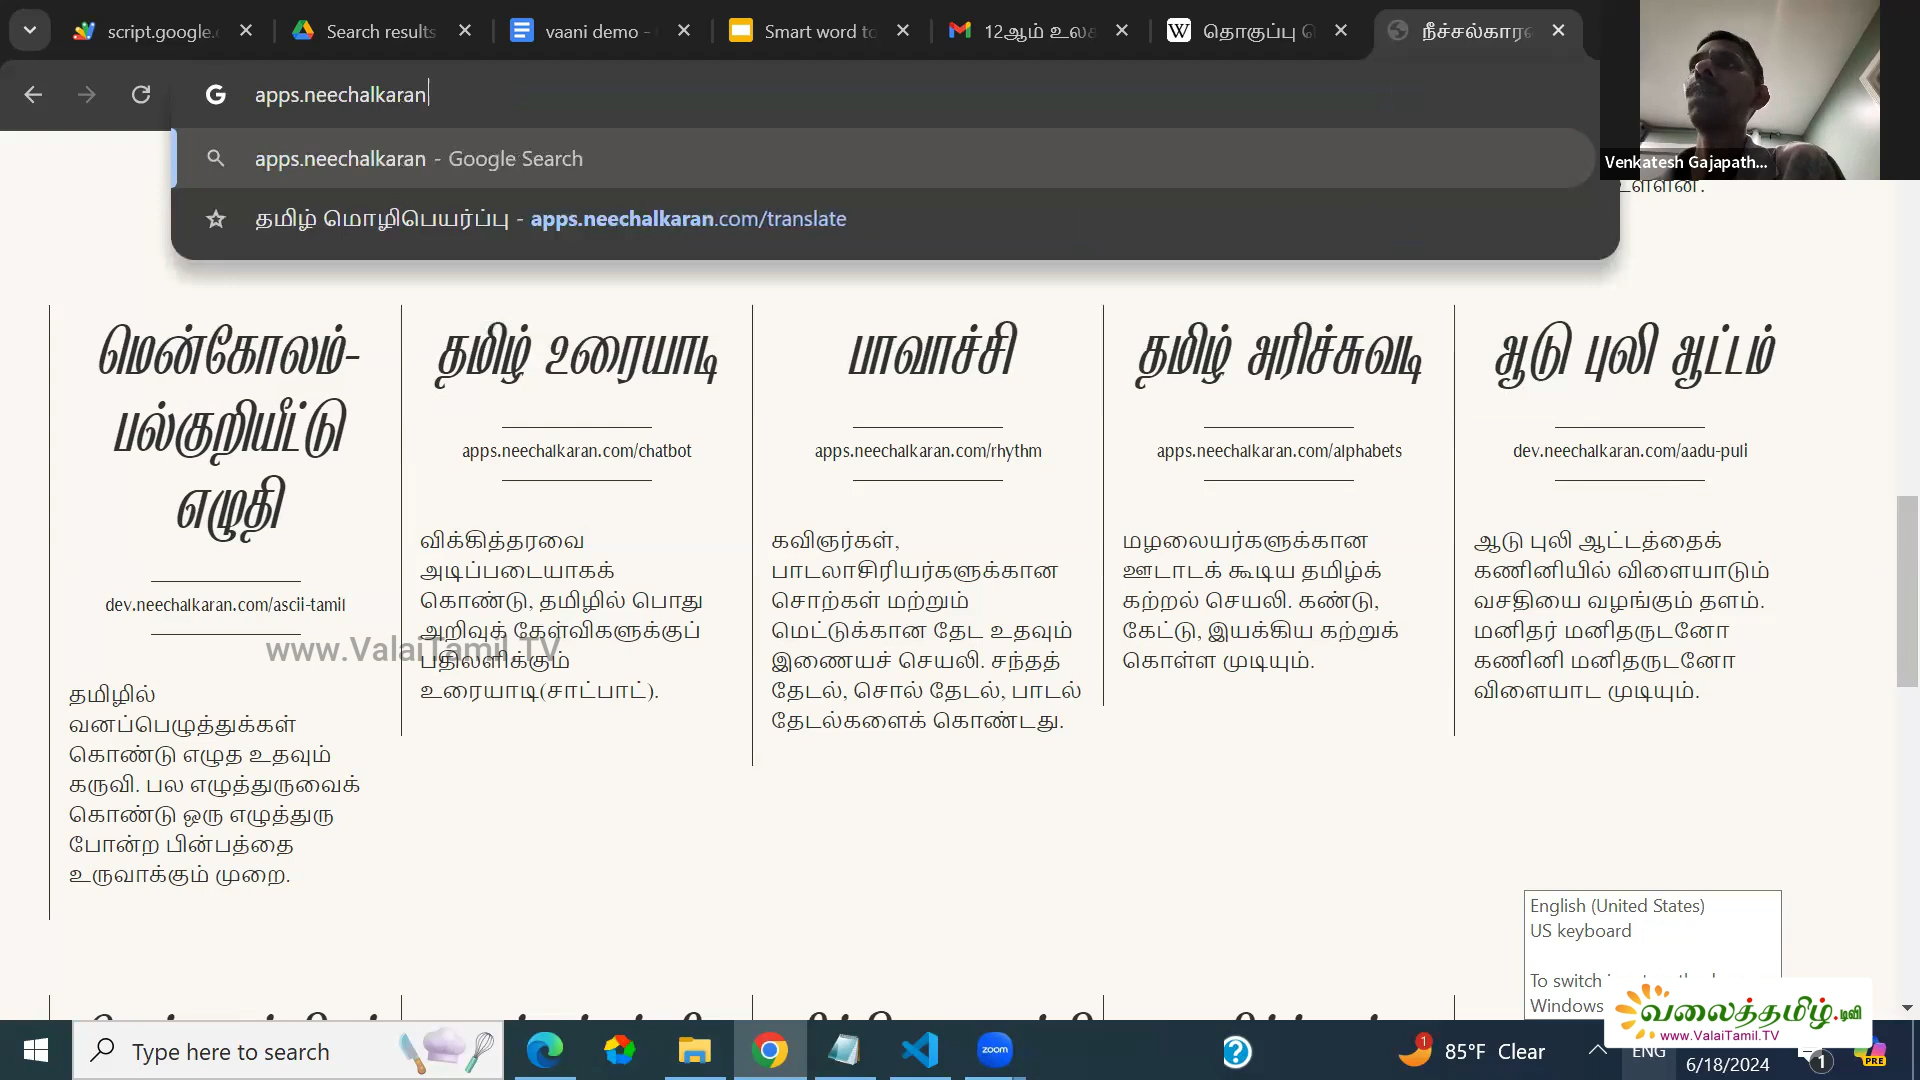 script.google.
Search results
vaani demo -
Smart word to
12ஆம் உலக
தொகுப்பு
நீச்சல்கார
apps.neechalkaran
apps.neechalkaran - Google Search
தமிழ் மொழிபெயர்ப்பு - apps.neechalkaran.com/translate
Venkatesh Gajapath...
உள்ளன.
மென்கோலம்-
பல்குறியீட்டு
எழுதி
dev.neechalkaran.com/ascii-tamil
தமிழில்
வனப்பெழுத்துக்கள்
கொண்டு எழுத உதவும்
கருவி. பல எழுத்துருவைக்
கொண்டு ஒரு எழுத்துரு
போன்ற பின்பத்தை
உருவாக்கும் முறை.
தமிழ் உரையாடி
apps.neechalkaran.com/chatbot
விக்கித்தரவை
அடிப்படையாகக்
கொண்டு, தமிழில் பொது
அறிவுக் கேள்விகளுக்குப்
பதிலளிக்கும்
உரையாடி(சாட்பாட்).
பாவாச்சி
apps.neechalkaran.com/rhythm
கவிஞர்கள்,
பாடலாசிரியர்களுக்கான
சொற்கள் மற்றும்
மெட்டுக்கான தேட உதவும்
இணையச் செயலி. சந்தத்
தேடல், சொல் தேடல், பாடல்
தேடல்களைக் கொண்டது.
தமிழ் அரிச்சுவடி
apps.neechalkaran.com/alphabets
மழலையர்களுக்கான
ஊடாடக் கூடிய தமிழ்க்
கற்றல் செயலி. கண்டு,
கேட்டு, இயக்கிய கற்றுக்
கொள்ள முடியும்.
ஆடு புலி ஆட்டம்
dev.neechalkaran.com/aadu-puli
ஆடு புலி ஆட்டத்தைக்
கணினியில் விளையாடும்
வசதியை வழங்கும் தளம்.
மனிதர் மனிதருடனோ
கணினி மனிதருடனோ
விளையாட முடியும்.
www.ValaiTamil.TV
English (United States)
US keyboard
To switch
Windows
வலைத்தமிழ்.டிவி
www.ValaiTamil.TV
Type here to search
zoom
1
85°F Clear
ENG
6/18/2024
1
PRE